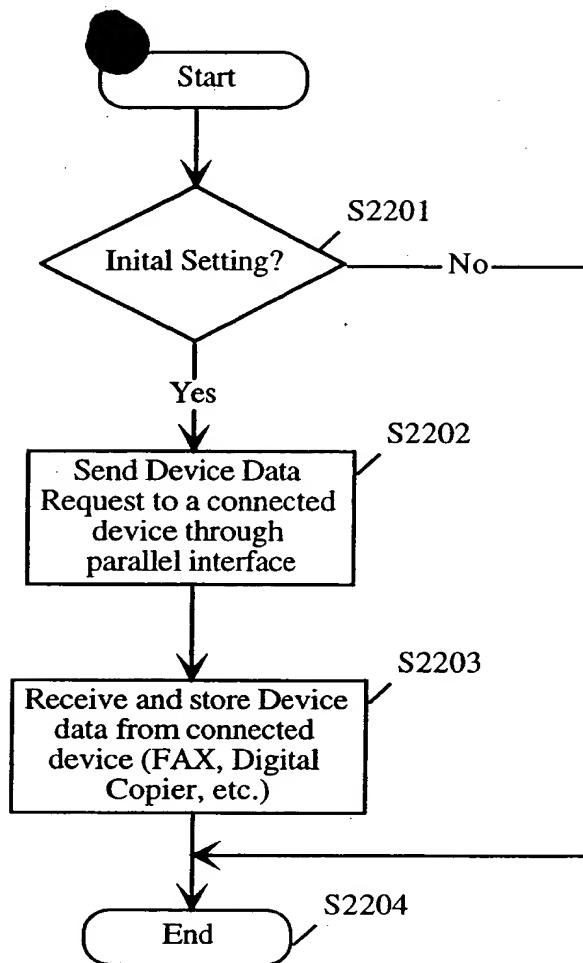 Start
S2201
Inital Setting?
No
Yes
S2202
Send Device Data
Request to a connected
device through
parallel interface
S2203
Receive and store Device
data from connected
device (FAX, Digital
Copier, etc.)
S2204
End